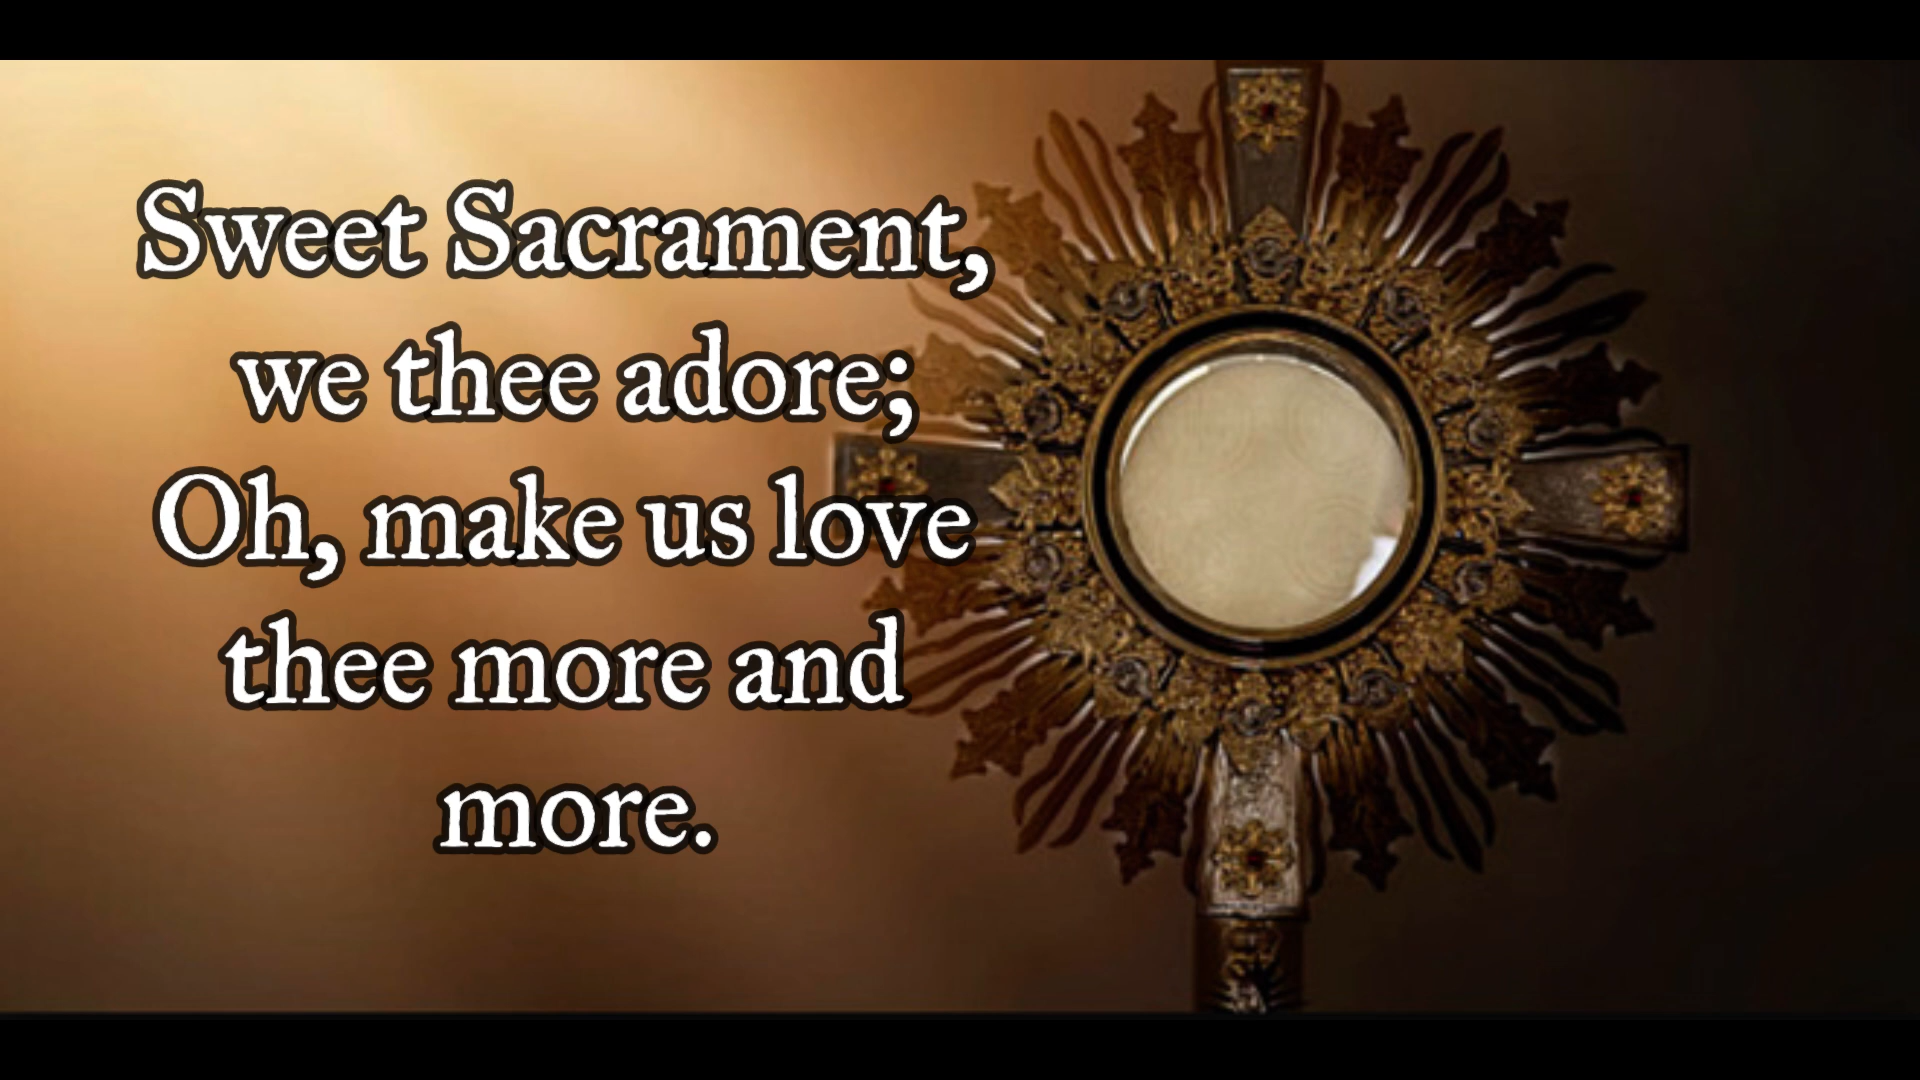 Sweet Sacrament,
we thee adore;
Oh, make us love
thee more and
more.